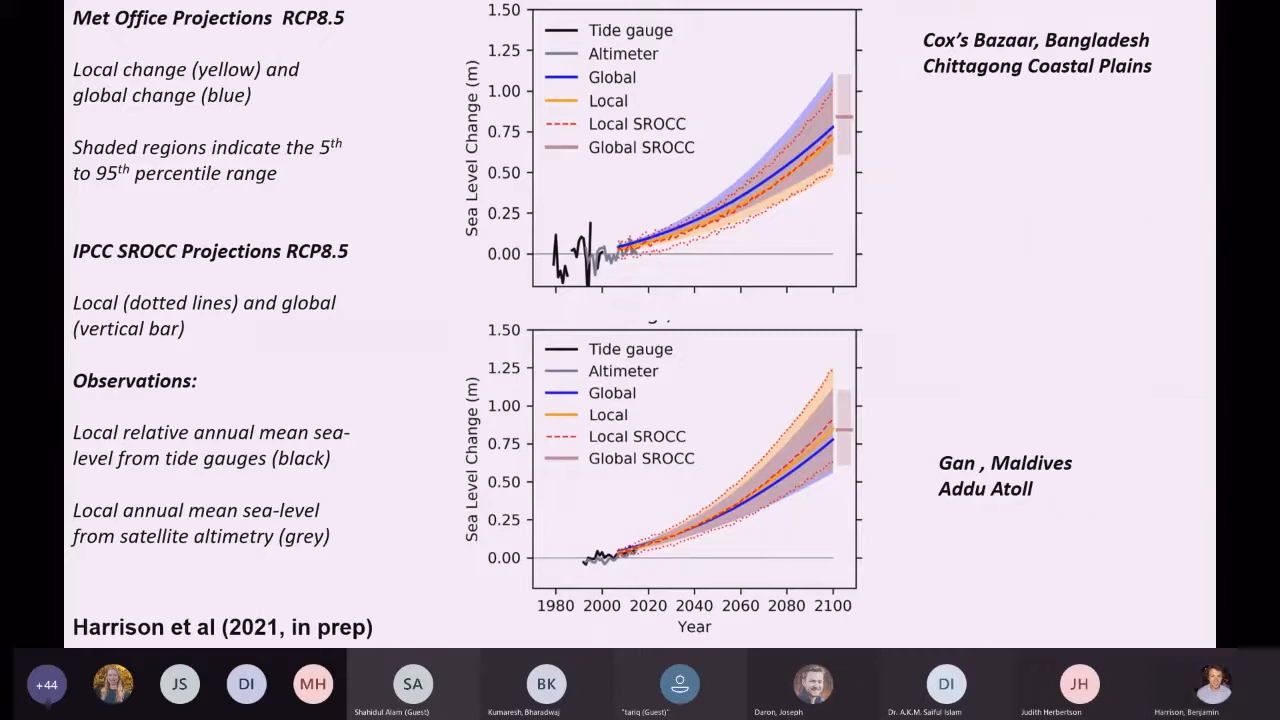 Met Office Projections RCP8.5
Local change (yellow) and
global change (blue)
Shaded regions indicate the 5th
to 95th percentile range
IPCC SROCC Projections RCP8.5
Local (dotted lines) and global
(vertical bar)
Observations:
Local relative annual mean sea-
level from tide gauges (black)
Local annual mean sea-level
from satellite altimetry (grey)
Harrison et al (2021, in prep)
Sea Level Change (m)
1.50
1.25
1.00
0.75
0.50
0.25
0.00
Tide gauge
Altimeter
Global
Local
Local SROCC
Global SROCC
Sea Level Change (m)
1.50
1.25
1.00
0.75
0.50
0.25
0.00
Tide gauge
Altimeter
Global
Local
Local SROCC
Global SROCC
1980 2000 2020 2040 2060 2080 2100
Year
Cox's Bazaar, Bangladesh
Chittagong Coastal Plains
Gan , Maldives
Addu Atoll
+44
JS
DI
MH
SA
Shahidul Alam (Guest)
BK
Kumaresh, Bharadwaj
"tariq (Guest)"
Daron, Joseph
DI
Dr. A.K.M. Saiful Islam
JH
Judith Herbertson
Harrison, Benjamin